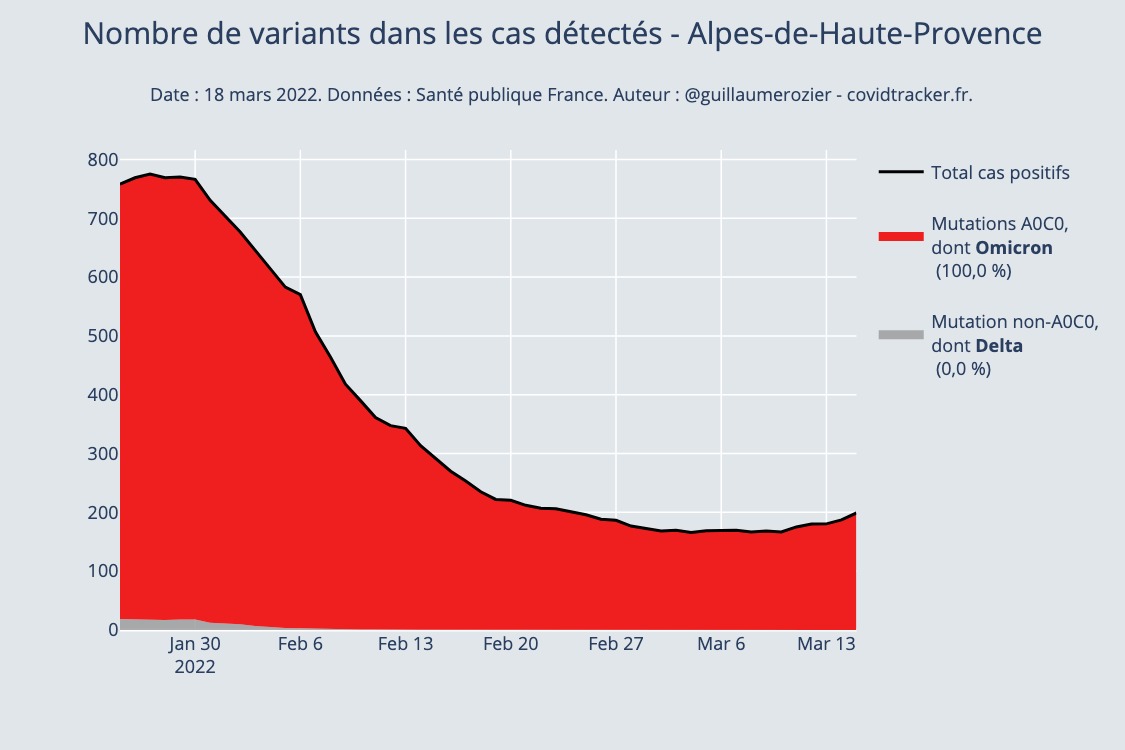 Nombre de variants dans les cas détectés - Alpes-de-Haute-Provence
Date : 18 mars 2022. Données : Santé publique France. Auteur : @guillaumerozier - covidtracker.fr.
800
700
600
500
400
300
200
100
0
Jan 30 Feb 6 Feb 13 Feb 20 Feb 27 Mar 6 Mar 13
2022
Total cas positifs
Mutations A0C0,
dont Omicron
(100,0 %)
Mutation non-A0C0,
dont Delta
(0,0 %)